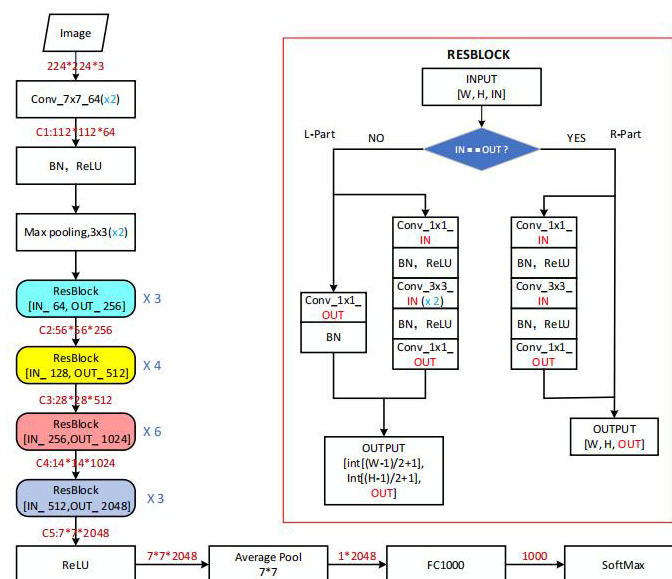 Image
224*224*3
Conv_7x7_64(x2)
C1:112*112*64
BN, ReLU
Max pooling,3x3(x2)
ResBlock
[IN_ 64, OUT_ 256]
X 3
C2:56*56*256
ResBlock
[IN_ 128, OUT_ 512]
X 4
C3:28*28*512
ResBlock
[IN_ 256,OUT_ 1024]
X 6
C4:14*14*1024
ResBlock
[IN_ 512,OUT_ 2048]
X 3
C5:7*7*2048
ReLU
7*7*2048
Average Pool
7*7
1*2048
FC1000
1000
SoftMax
RESBLOCK
INPUT
[W, H, IN]
IN = = OUT ?
L-Part
NO
YES
R-Part
Conv_1x1_
OUT
BN
Conv_1x1_
IN
BN, ReLU
Conv_3x3_
IN (x 2)
BN, ReLU
Conv_1x1_
OUT
OUTPUT
[int[(W-1)/2+1],
Int[(H-1)/2+1],
OUT]
Conv_1x1_
IN
BN, ReLU
Conv_3x3_
IN
BN, ReLU
Conv_1x1_
OUT
OUTPUT
[W, H, OUT]